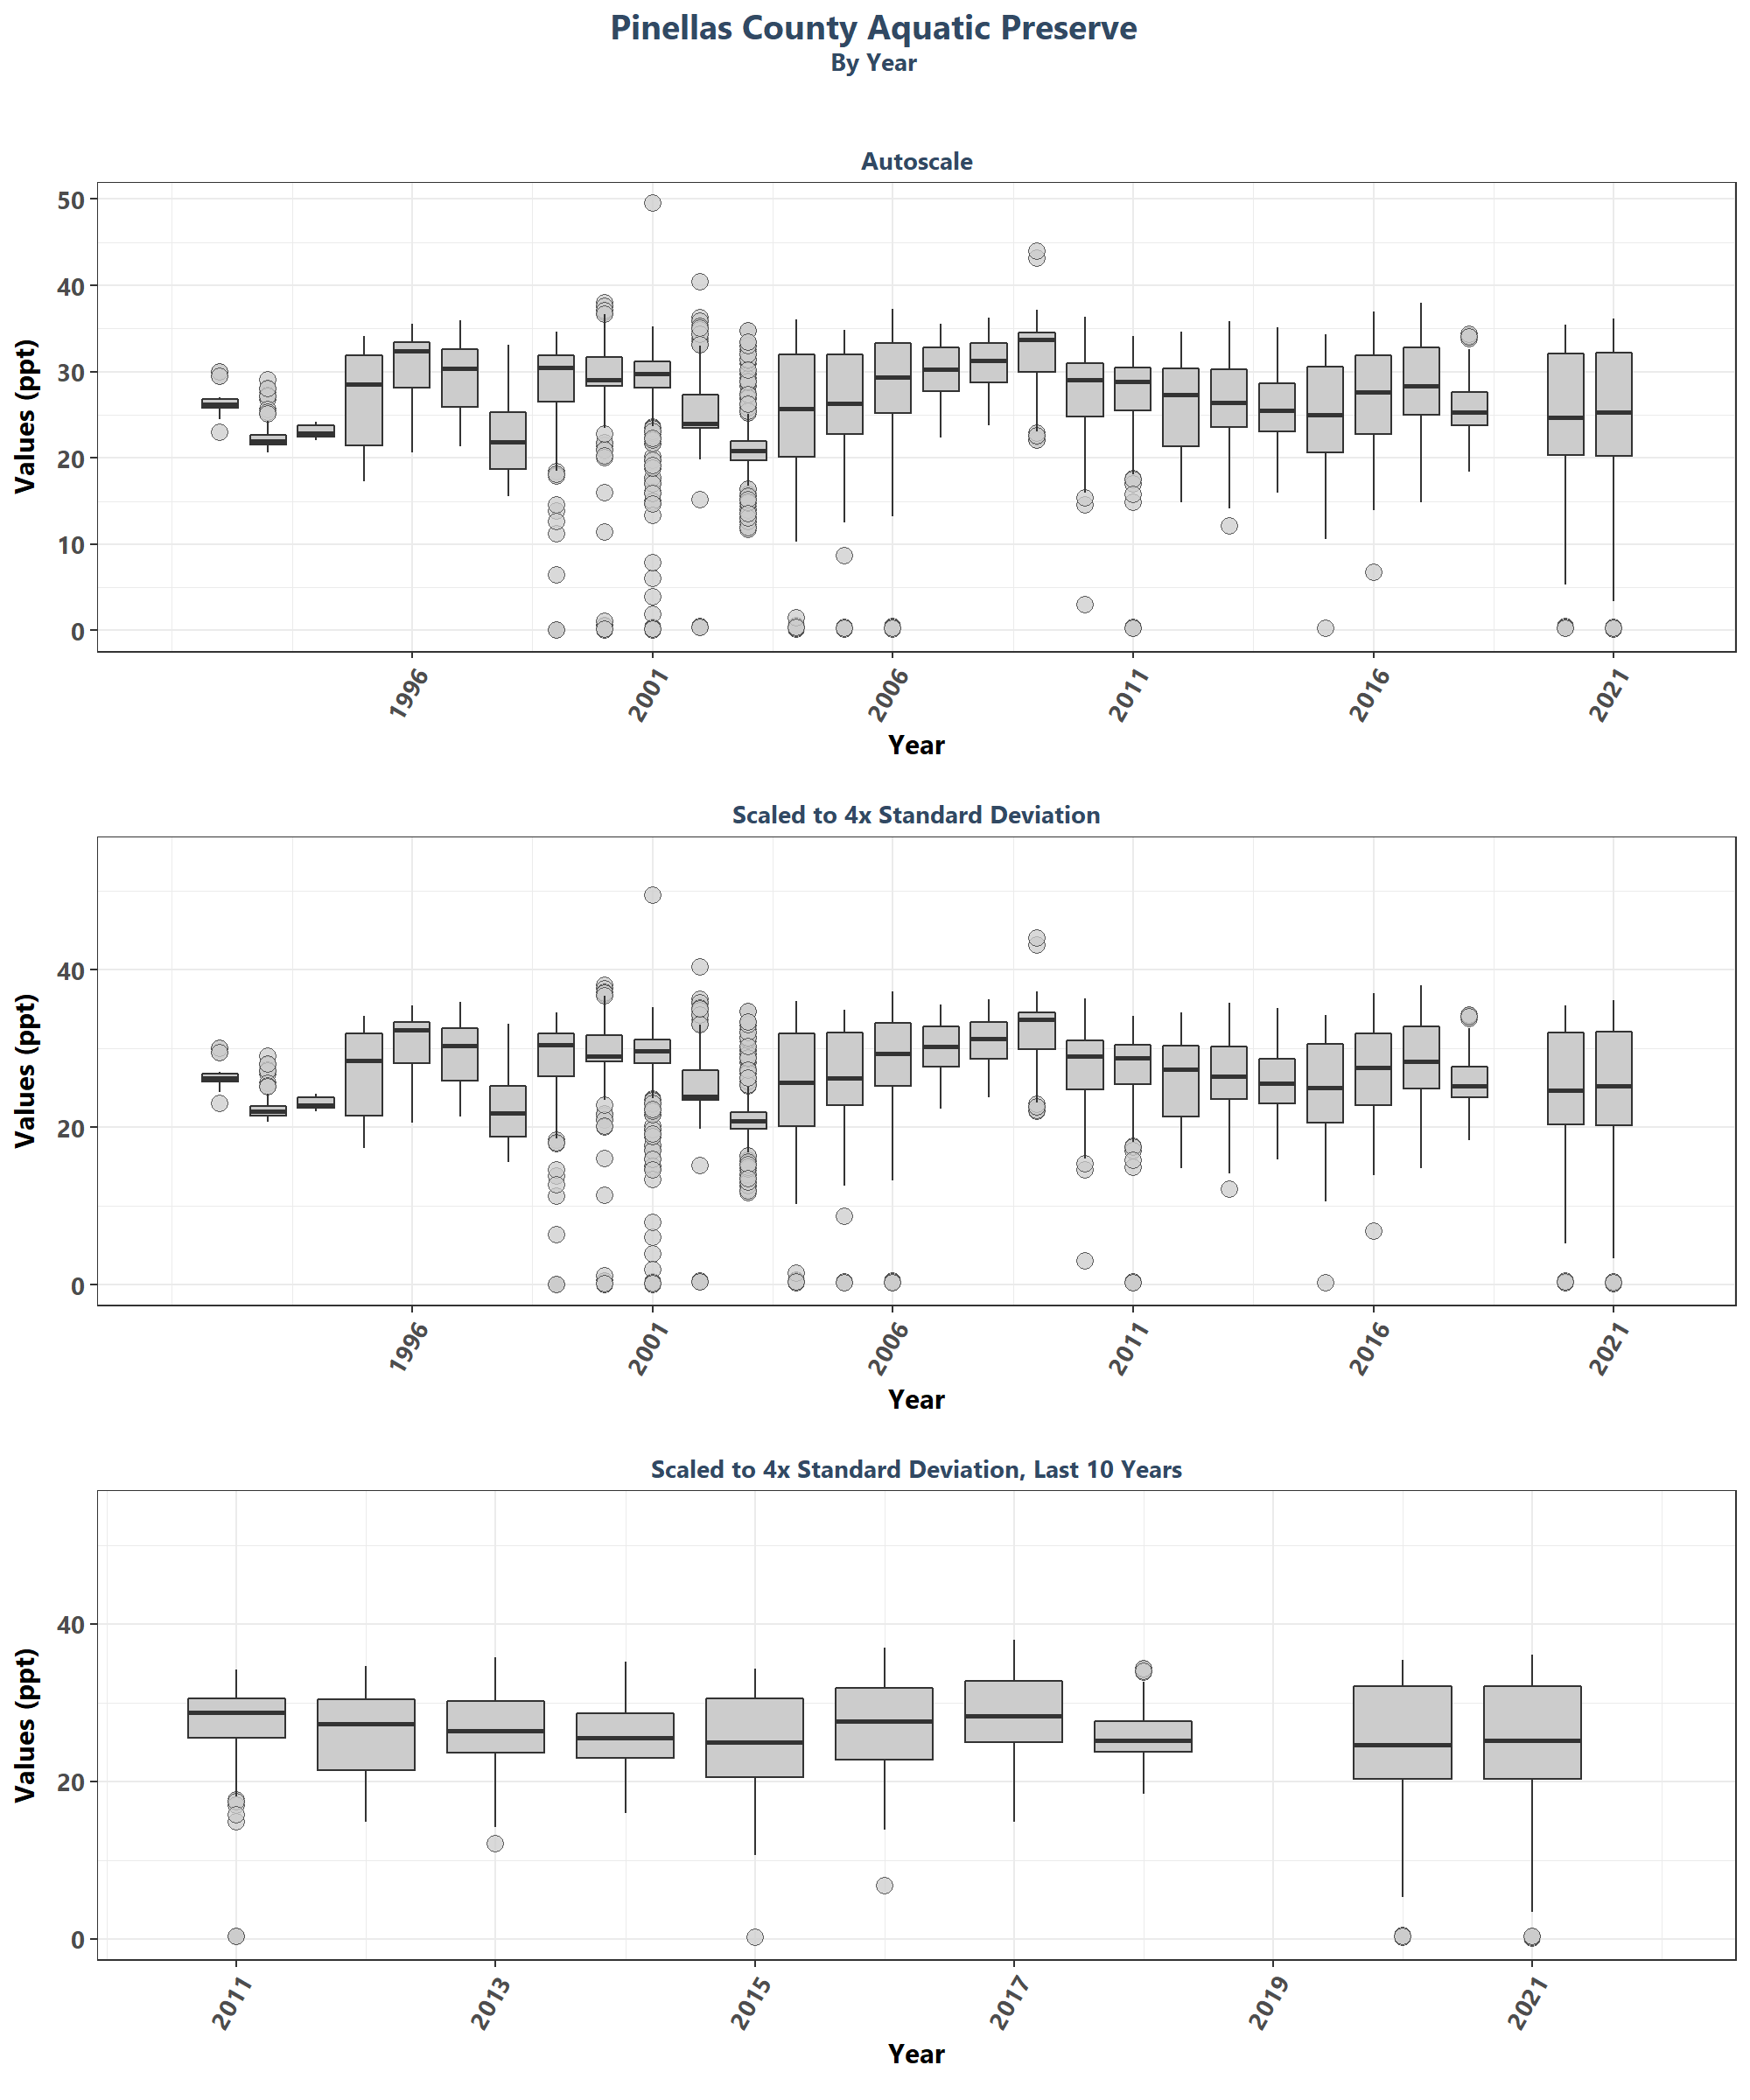 Pinellas County Aquatic Preserve
By Year
Autoscale
50
40
30
20
10
0
Values (ppt)
1996
2001
2006
2011
2016
2021
Year
Scaled to 4x Standard Deviation
40
20
0
Values (ppt)
1996
2001
2006
2011
2016
2021
Year
Scaled to 4x Standard Deviation, Last 10 Years
40
20
0
Values (ppt)
2011
2013
2015
2017
2019
2021
Year